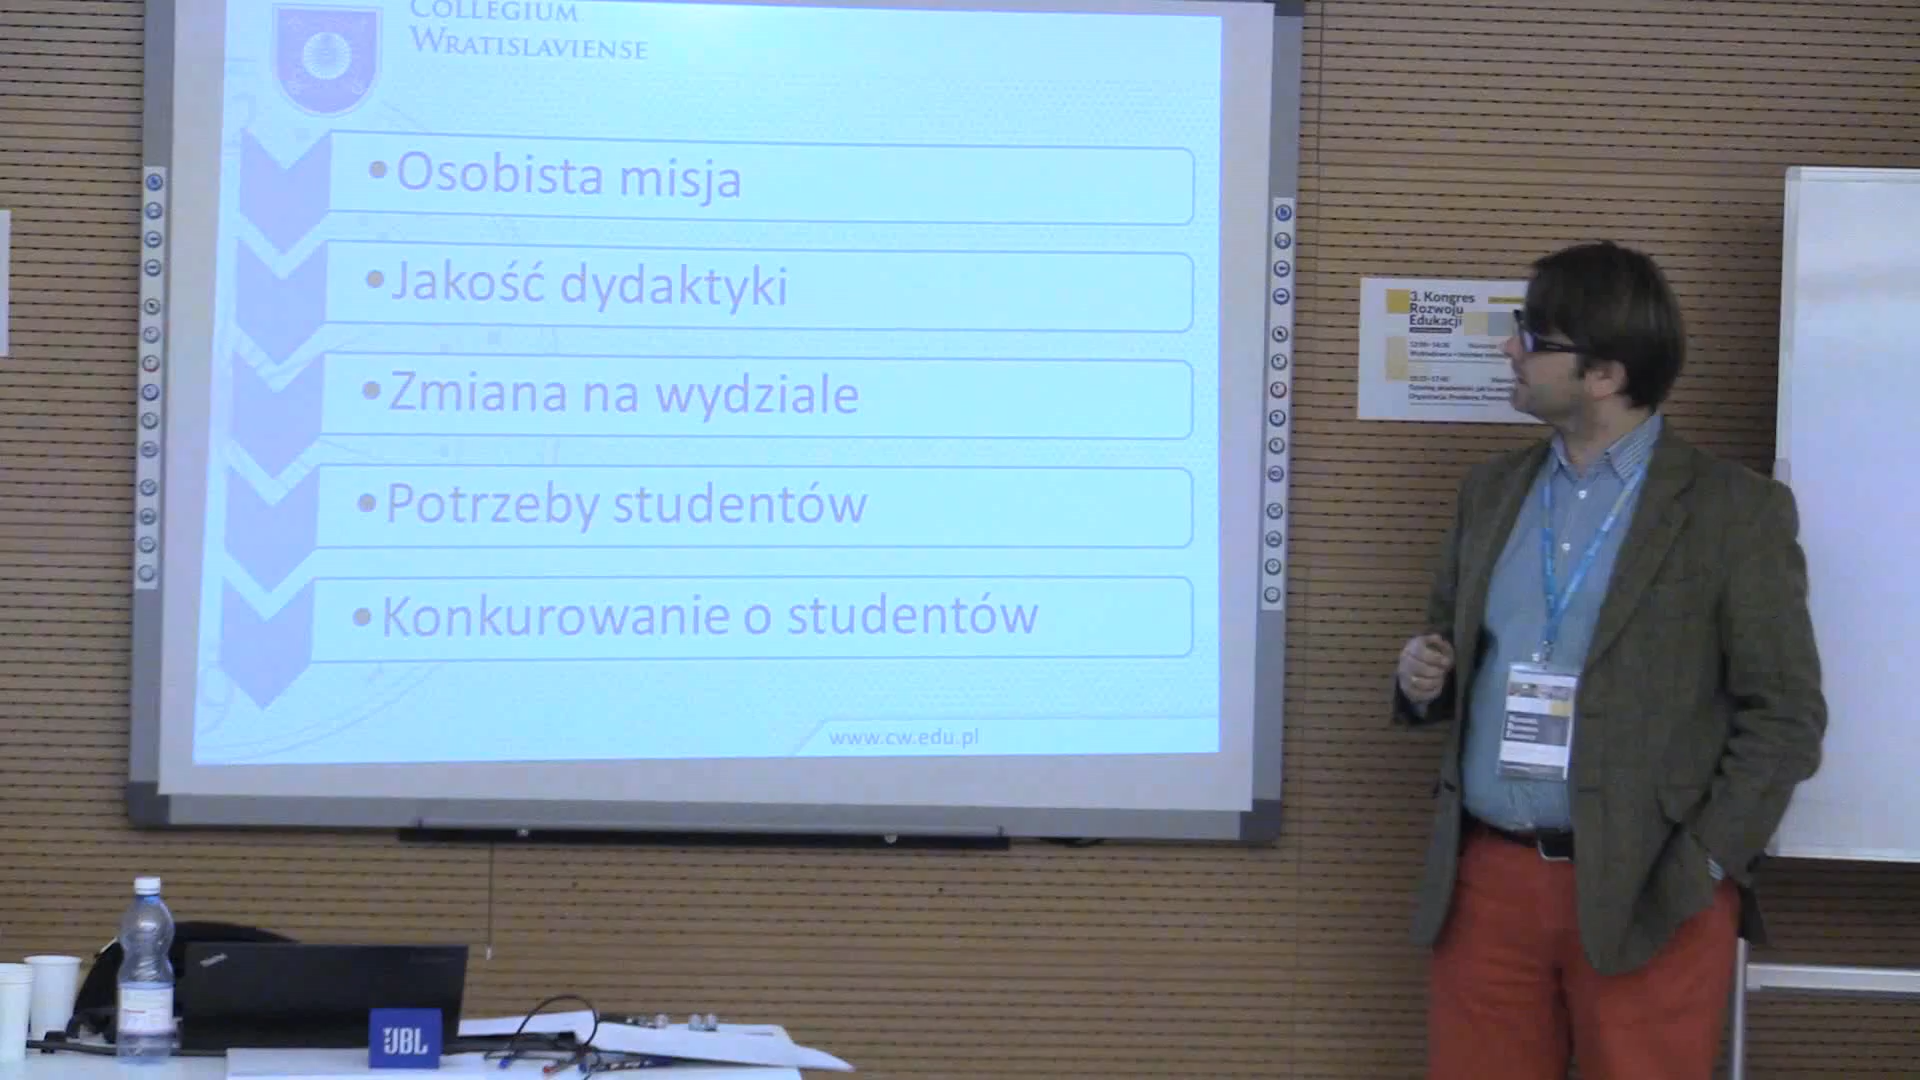 COLLEGIUM
WRATISLAVIENSE
•Osobista misja
•Jakość dydaktyki
•Zmiana na wydziale
•Potrzeby studentów
•Konkurowanie o studentów
www.cw.edu.pl
3. Kongres
Rozwoju
Edukacji
JBL